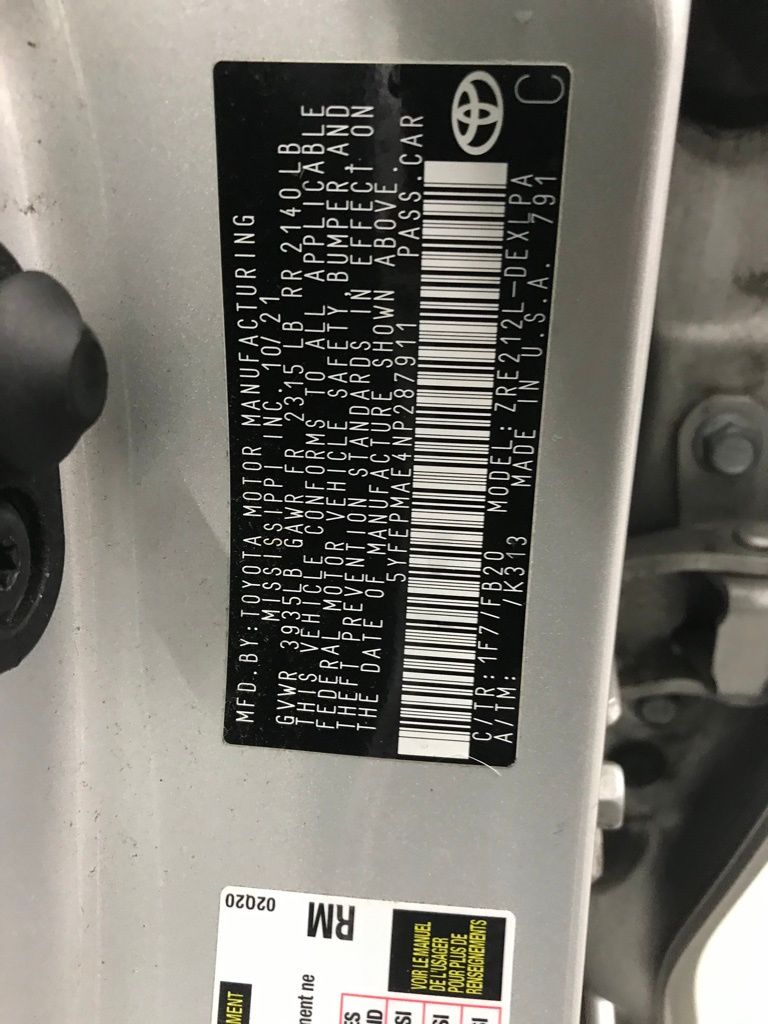 MFD.BY:TOYOTA MOTOR MANUFACTURING
MISSISSIPPI INC. 10/21
GVWR 3935LB GAWR FR 2315 LB RR 2140 LB
THIS VEHICLE CONFORMS TO ALL APPLICABLE
FEDERAL MOTOR VEHICLE SAFETY, BUMPER, AND
THEFT PREVENTION STANDARDS IN EFFECT ON
THE DATE OF MANUFACTURE SHOWN ABOVE.
5YFEPMAE4NP287911 PASS.CAR
C/TR:1F7/FB20 MODEL:ZRE212L-DEXLPA
A/TM: /K313 MADE IN U.S.A. 791
C
02Q20
RM
VOIR LE MANUEL
DE L'USAGER
POUR PLUS DE
RENSEIGNEMENTS